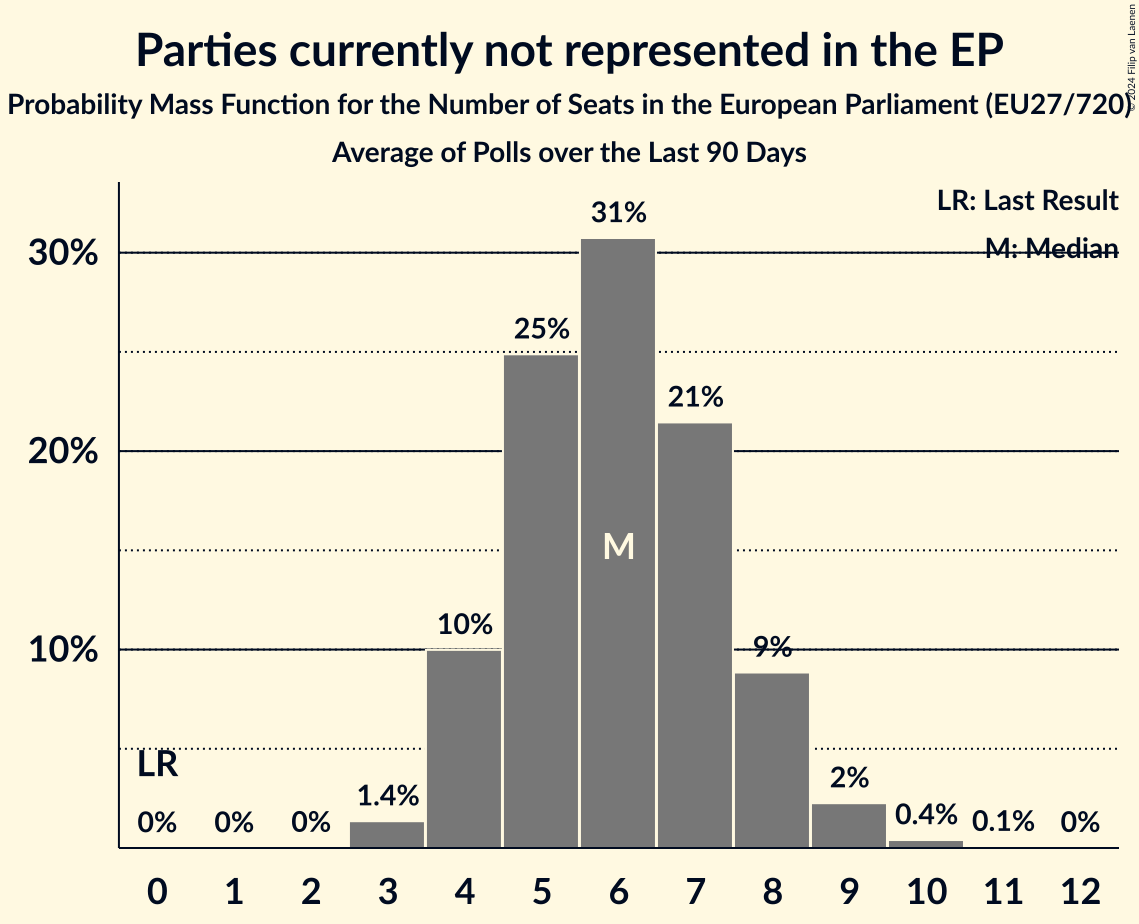 Parties currently not represented in the EP
Probability Mass Function for the Number of Seats in the European Parliament (EU27/720)
Average of Polls over the Last 90 Days
© 2024 Filip van Laenen
LR: Last Result
M: Median
30%
20%
10%
31%
25%
21%
M
10%
9%
LR
0%
0%
0%
1.4%
2%
0.4%
0.1%
0%
0 1 2 3 4 5 6 7 8 9 10 11 12